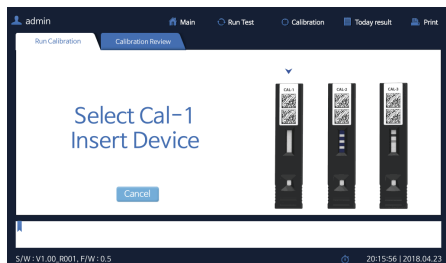 admin
Main
Run Test
Calibration
Today result
Print
Run Calibration
Calibration Review
Select Cal-1
Insert Device
Cancel
CAL-1
CAL-2
CAL-3
S/W : V1.00_R001, F/W : 0.5
20:15:56 | 2018.04.23